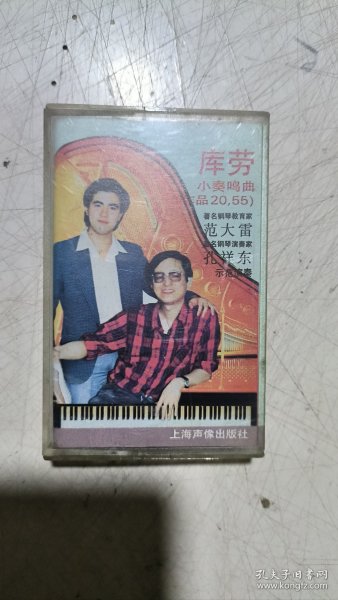 库劳
小奏鸣曲
品20,55)
著名钢琴教育家
范大雷
著名钢琴演奏家
孔祥东
示范演奏
上海声像出版社
孔夫子旧书网
www.kongfz.com